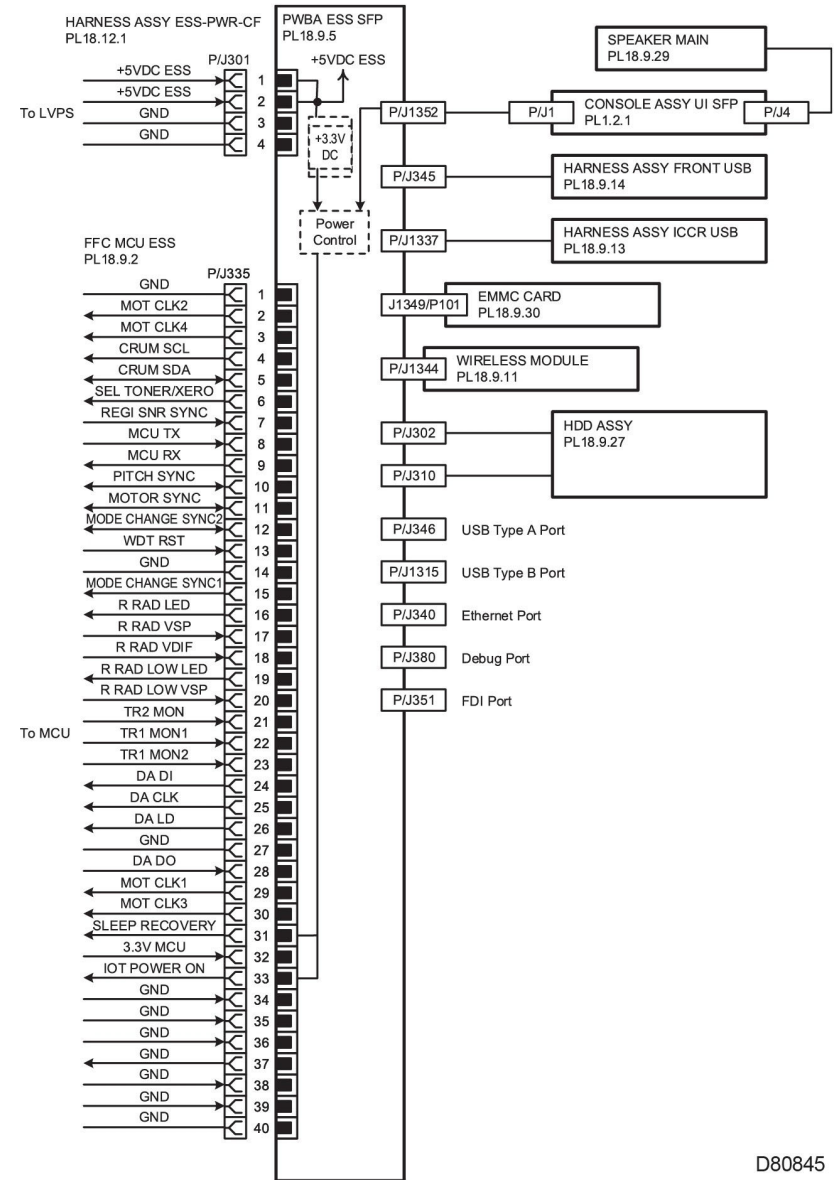 HARNESS ASSY ESS-PWR-CF
PL18.12.1
P/J301
+5VDC ESS
1
+5VDC ESS
2
GND
3
GND
4
To LVPS
PWBA ESS SFP
PL18.9.5
+5VDC ESS
+3.3V
DC
Power
Control
FFC MCU ESS
PL18.9.2
P/J335
GND
1
MOT CLK2
2
MOT CLK4
3
CRUM SCL
4
CRUM SDA
5
SEL TONER/XERO
6
REGI SNR SYNC
7
MCU TX
8
MCU RX
9
PITCH SYNC
10
MOTOR SYNC
11
MODE CHANGE SYNC2
12
WDT RST
13
GND
14
MODE CHANGE SYNC1
15
R RAD LED
16
R RAD VSP
17
R RAD VDIF
18
R RAD LOW LED
19
R RAD LOW VSP
20
TR2 MON
21
To MCU
TR1 MON1
22
TR1 MON2
23
DA DI
24
DA CLK
25
DA LD
26
GND
27
DA DO
28
MOT CLK1
29
MOT CLK3
30
SLEEP RECOVERY
31
3.3V MCU
32
IOT POWER ON
33
GND
34
GND
35
GND
36
GND
37
GND
38
GND
39
GND
40
SPEAKER MAIN
PL18.9.29
P/J1352
P/J1
CONSOLE ASSY UI SFP
PL1.2.1
P/J4
P/J345
HARNESS ASSY FRONT USB
PL18.9.14
P/J1337
HARNESS ASSY ICCR USB
PL18.9.13
J1349/P101
EMMC CARD
PL18.9.30
P/J1344
WIRELESS MODULE
PL18.9.11
P/J302
HDD ASSY
PL18.9.27
P/J310
P/J346 USB Type A Port
P/J1315 USB Type B Port
P/J340 Ethernet Port
P/J380 Debug Port
P/J351 FDI Port
D80845